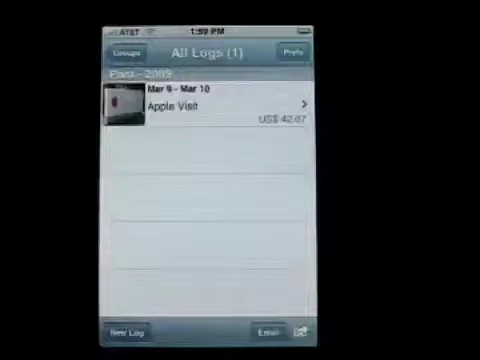 AT&T 1:59 PM
Groups All Logs (1) Prefs
Past - 2009
Mar 9 - Mar 10
Apple Visit
US$ 42.07
New Log Email